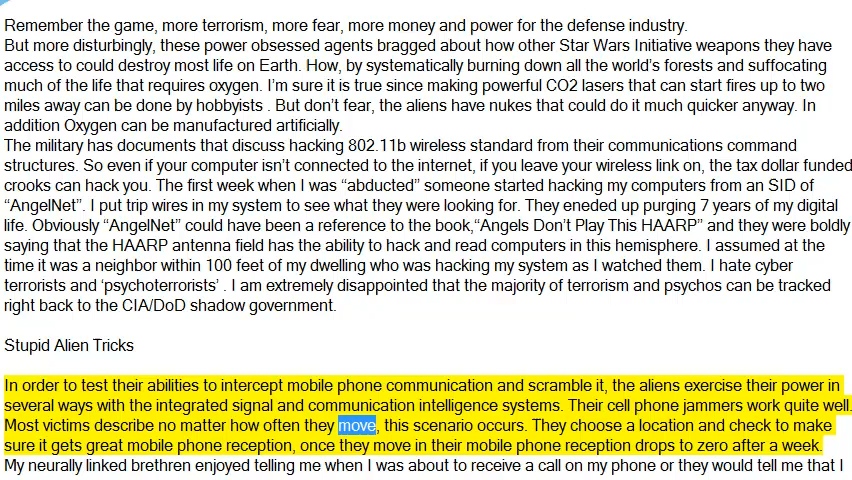 Remember the game, more terrorism, more fear, more money and power for the defense industry.
But more disturbingly, these power obsessed agents bragged about how other Star Wars Initiative weapons they have
access to could destroy most life on Earth. How, by systematically burning down all the world's forests and suffocating
much of the life that requires oxygen. I'm sure it is true since making powerful CO2 lasers that can start fires up to two
miles away can be done by hobbyists . But don't fear, the aliens have nukes that could do it much quicker anyway. In
addition Oxygen can be manufactured artificially.
The military has documents that discuss hacking 802.11b wireless standard from their communications command
structures. So even if your computer isn't connected to the internet, if you leave your wireless link on, the tax dollar funded
crooks can hack you. The first week when I was “abducted” someone started hacking my computers from an SID of
“AngelNet”. I put trip wires in my system to see what they were looking for. They eneded up purging 7 years of my digital
life. Obviously “AngelNet” could have been a reference to the book,“Angels Don't Play This HAARP” and they were boldly
saying that the HAARP antenna field has the ability to hack and read computers in this hemisphere. I assumed at the
time it was a neighbor within 100 feet of my dwelling who was hacking my system as I watched them. I hate cyber
terrorists and ‘psychoterrorists’ . I am extremely disappointed that the majority of terrorism and psychos can be tracked
right back to the CIA/DoD shadow government.
Stupid Alien Tricks
In order to test their abilities to intercept mobile phone communication and scramble it, the aliens exercise their power in
several ways with the integrated signal and communication intelligence systems. Their cell phone jammers work quite well.
Most victims describe no matter how often they move, this scenario occurs. They choose a location and check to make
sure it gets great mobile phone reception, once they move in their mobile phone reception drops to zero after a week.
My neurally linked brethren enjoyed telling me when I was about to receive a call on my phone or they would tell me that I